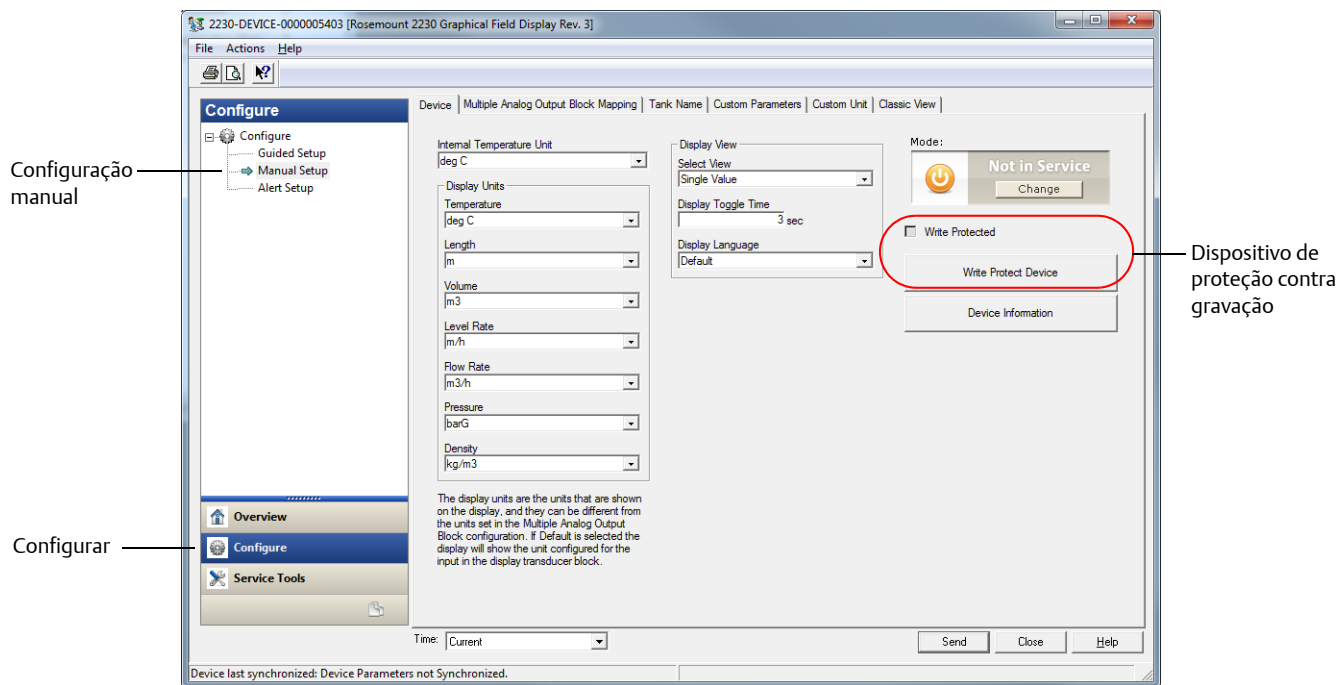 2230-DEVICE-0000005403 [Rosemount 2230 Graphical Field Display Rev. 3]
File Actions Help
Configure
Configure
Guided Setup
Manual Setup
Alert Setup
Configuração
manual
Device
Multiple Analog Output Block Mapping
Tank Name
Custom Parameters
Custom Unit
Classic View
Internal Temperature Unit
deg C
Display Units
Temperature
deg C
Length
m
Volume
m3
Level Rate
m/h
Flow Rate
m3/h
Pressure
barG
Density
kg/m3
The display units are the units that are shown
on the display, and they can be different from
the units set in the Multiple Analog Output
Block configuration. If Default is selected the
display will show the unit configured for the
input in the display transducer block.
Display View
Select View
Single Value
Display Toggle Time
3 sec
Display Language
Default
Mode:
Not in Service
Change
Write Protected
Write Protect Device
Device Information
Dispositivo de
proteção contra
gravação
Overview
Configurar
Configure
Service Tools
Time: Current
Send
Close
Help
Device last synchronized: Device Parameters not Synchronized.